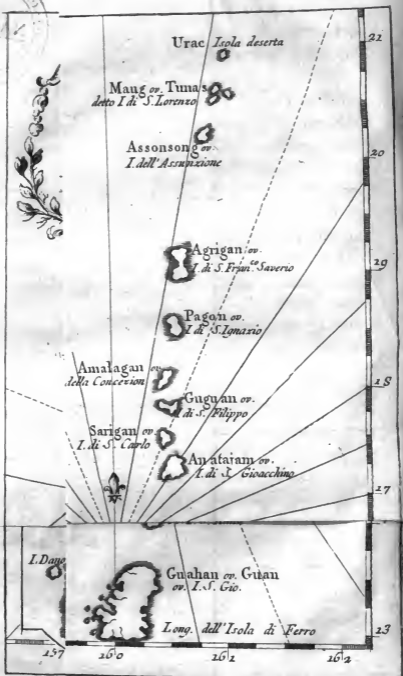 21
Urac Isola deserta
Maug ov. Tunas
detto I di S. Lorenzo
Assonsong ov.
I. dell'Assunzione
20
Agrigan ov.
I. di S. Fran.co Saverio
19
Pagon ov.
I di S. Ignazio
Amalagan ov
della Concezion
18
Guguan ov.
I di S. Filippo
Sarigan ov
I. di S. Carlo
Anataian ov.
I. di S. Gioacchino
17
I. Dano
Guahan ov. Guan
ov. I. S. Gio.
Long. dell'Isola di Ferro
13
157
160
161
162